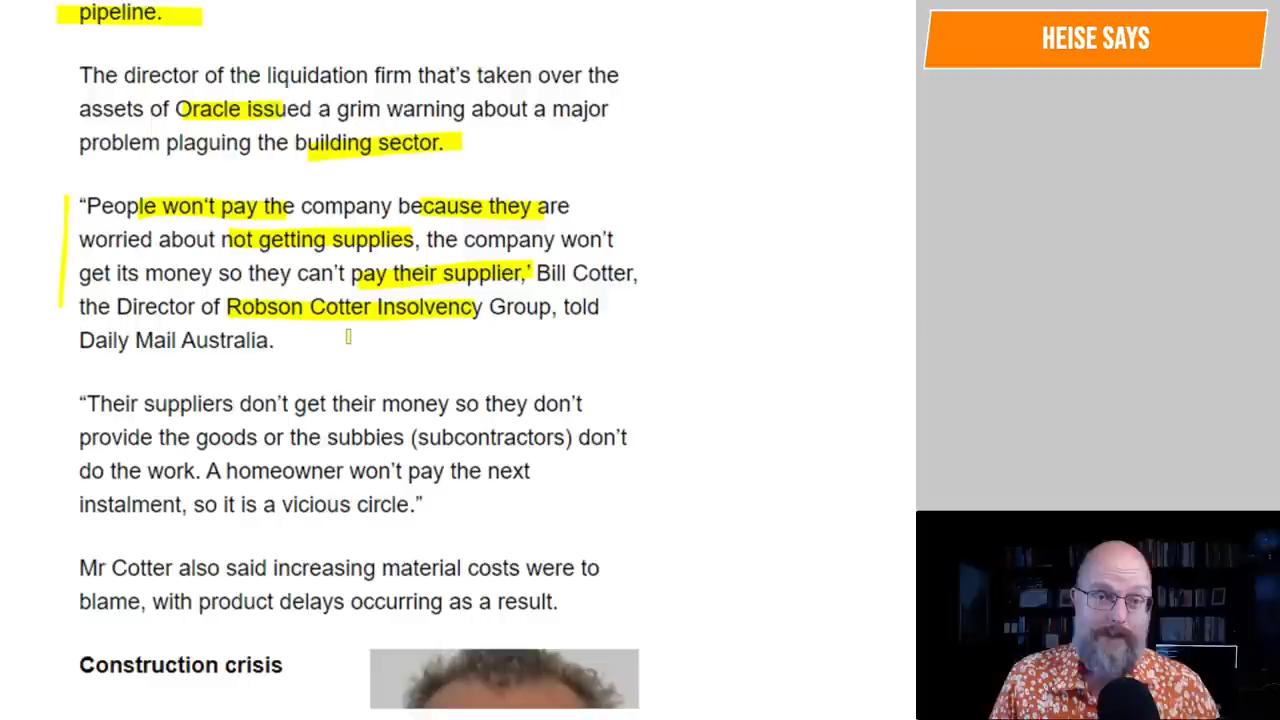 pipeline.
HEISE SAYS
The director of the liquidation firm that’s taken over the
assets of Oracle issued a grim warning about a major
problem plaguing the building sector.
“People won‘t pay the company because they are
worried about not getting supplies, the company won’t
get its money so they can’t pay their supplier,’ Bill Cotter,
the Director of Robson Cotter Insolvency Group, told
Daily Mail Australia.
“Their suppliers don’t get their money so they don’t
provide the goods or the subbies (subcontractors) don’t
do the work. A homeowner won’t pay the next
instalment, so it is a vicious circle.”
Mr Cotter also said increasing material costs were to
blame, with product delays occurring as a result.
Construction crisis